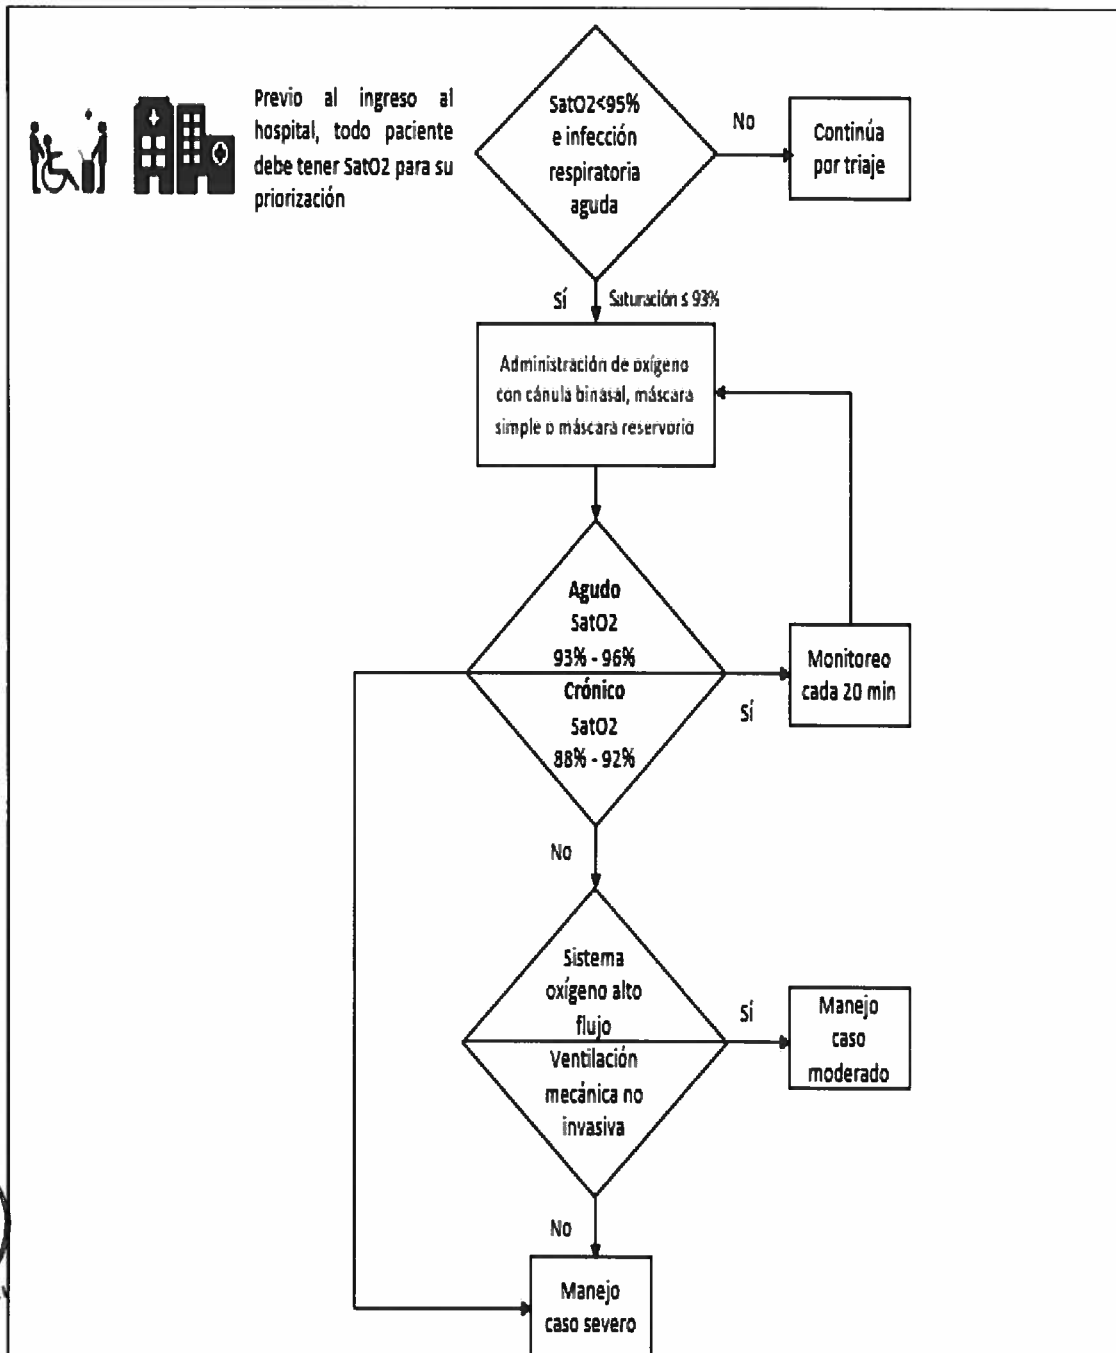 Previo al ingreso al
hospital, todo paciente
debe tener SatO2 para su
priorización
SatO2<95%
e infección
respiratoria
aguda
No
Continúa
por triaje
Sí
Saturación ≤ 93%
Administración de oxígeno
con cánula binasal, máscara
simple o máscara reservorio
Agudo
SatO2
93% - 96%
Crónico
SatO2
88% - 92%
Sí
Monitoreo
cada 20 min
No
Sistema
oxígeno alto
flujo
Ventilación
mecánica no
invasiva
Sí
Manejo
caso
moderado
No
Manejo
caso severo